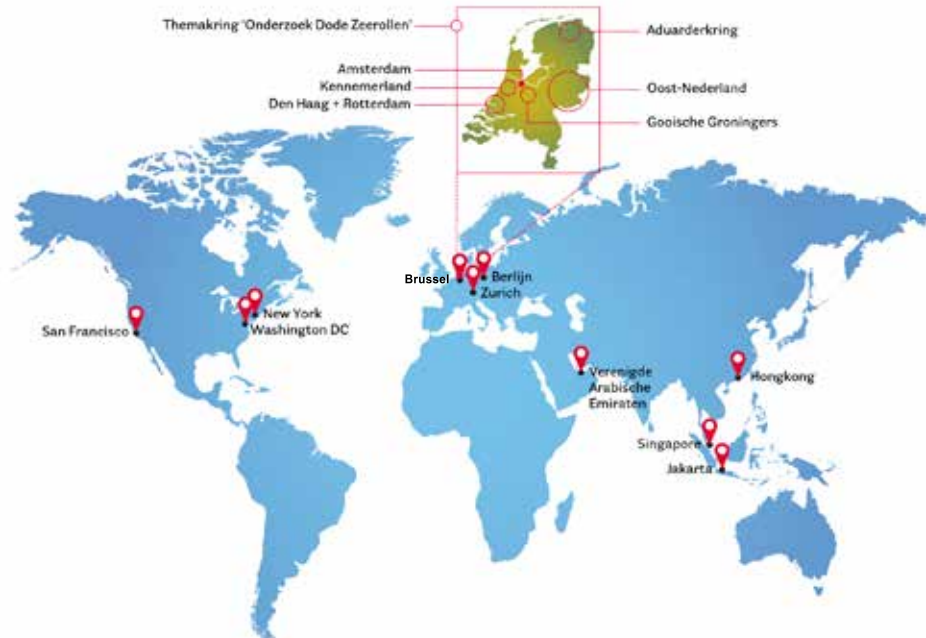 Themakring 'Onderzoek Dode Zeerollen'
Aduarderkring
Amsterdam
Kennemerland
Den Haag + Rotterdam
Oost-Nederland
Gooische Groningers
Brussel
Berlijn
Zurich
New York
Washington DC
San Francisco
Verenigde
Arabische
Emiraten
Hongkong
Singapore
Jakarta